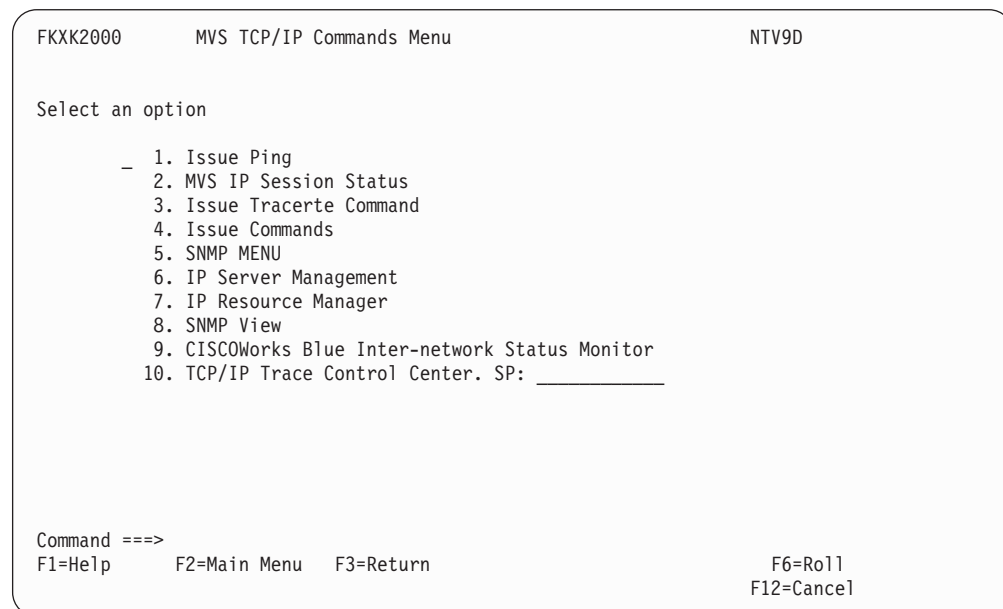 FKXK2000 MVS TCP/IP Commands Menu NTV9D
Select an option
_ 1. Issue Ping
2. MVS IP Session Status
3. Issue Tracerte Command
4. Issue Commands
5. SNMP MENU
6. IP Server Management
7. IP Resource Manager
8. SNMP View
9. CISCOWorks Blue Inter-network Status Monitor
10. TCP/IP Trace Control Center. SP: ____________
Command ===>
F1=Help F2=Main Menu F3=Return F6=Roll
F12=Cancel